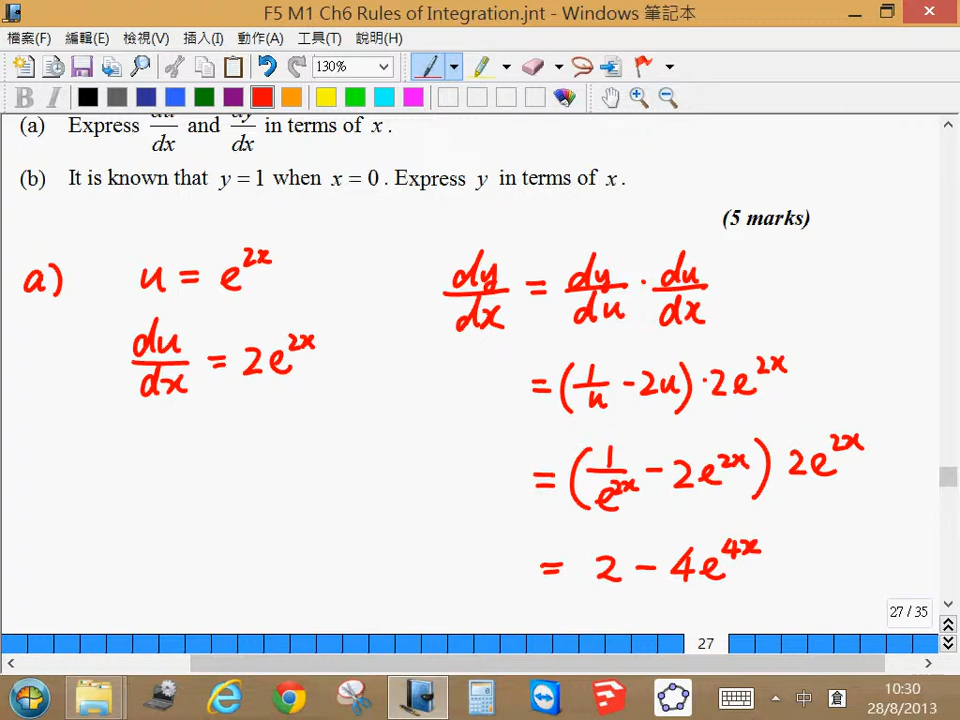 F5 M1 Ch6 Rules of Integration.jnt - Windows 筆記本
檔案(F) 編輯(E) 檢視(V) 插入(I) 動作(A) 工具(T) 說明(H)
130%
B I
(a) Express du/dx and dy/dx in terms of x.
(b) It is known that y = 1 when x = 0. Express y in terms of x.
(5 marks)
a) u = e^{2x}
du/dx = 2e^{2x}
dy/dx = dy/du · du/dx
= (1/u - 2u) · 2e^{2x}
= (1/e^{2x} - 2e^{2x}) 2e^{2x}
= 2 - 4e^{4x}
27 / 35
27
中 倉
10:30
28/8/2013